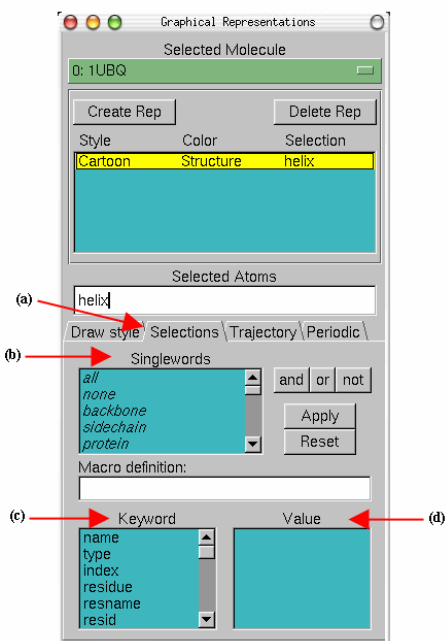 Graphical Representations
Selected Molecule
0: 1UBQ
Create Rep Delete Rep
Style Color Selection
Cartoon Structure helix
Selected Atoms
(a)
helix
Draw style Selections Trajectory Periodic
(b)
Singlewords
all
none
backbone
sidechain
protein
and or not
Apply
Reset
Macro definition:
(c) Keyword Value (d)
name
type
index
residue
resname
resid